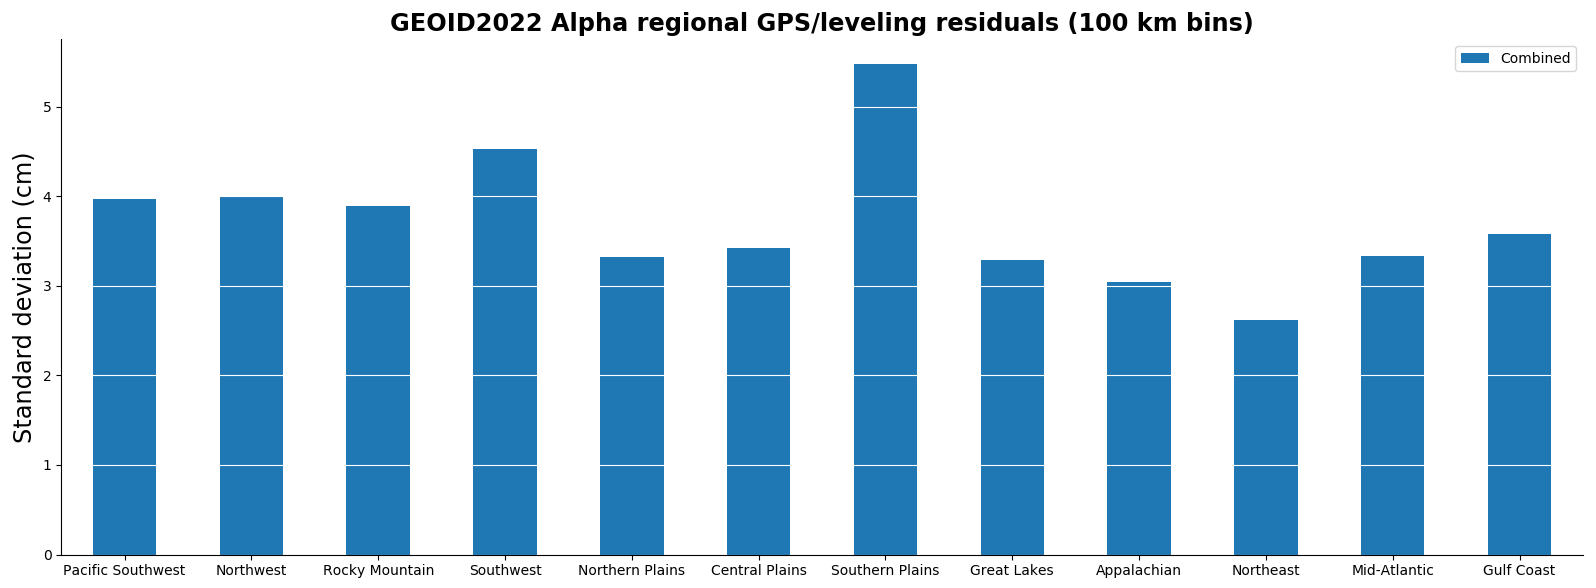 GEOID2022 Alpha regional GPS/leveling residuals (100 km bins)
Combined
Standard deviation (cm)
5
4
3
2
1
0
Pacific Southwest
Northwest
Rocky Mountain
Southwest
Northern Plains
Central Plains
Southern Plains
Great Lakes
Appalachian
Northeast
Mid-Atlantic
Gulf Coast